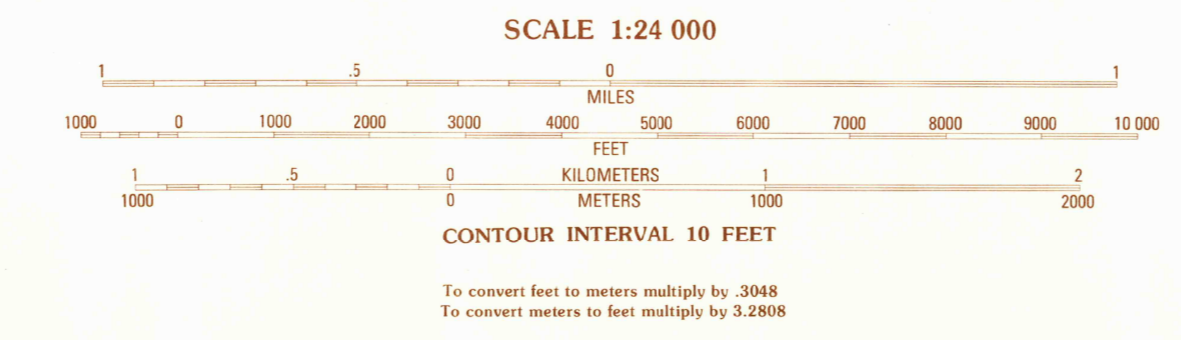 SCALE 1:24 000
1 .5 0 1
MILES
1000 0 1000 2000 3000 4000 5000 6000 7000 8000 9000 10 000
FEET
1 .5 0 KILOMETERS 1 2
1000 0 METERS 1000 2000
CONTOUR INTERVAL 10 FEET
To convert feet to meters multiply by .3048
To convert meters to feet multiply by 3.2808